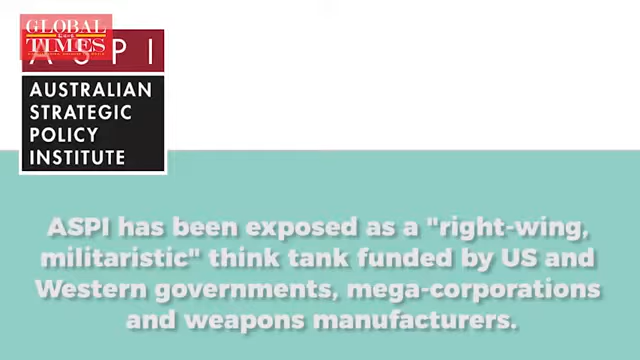 GLOBAL
TIMES
ASPI
AUSTRALIAN
STRATEGIC
POLICY
INSTITUTE
ASPI has been exposed as a "right-wing,
militaristic" think tank funded by US and
Western governments, mega-corporations
and weapons manufacturers.